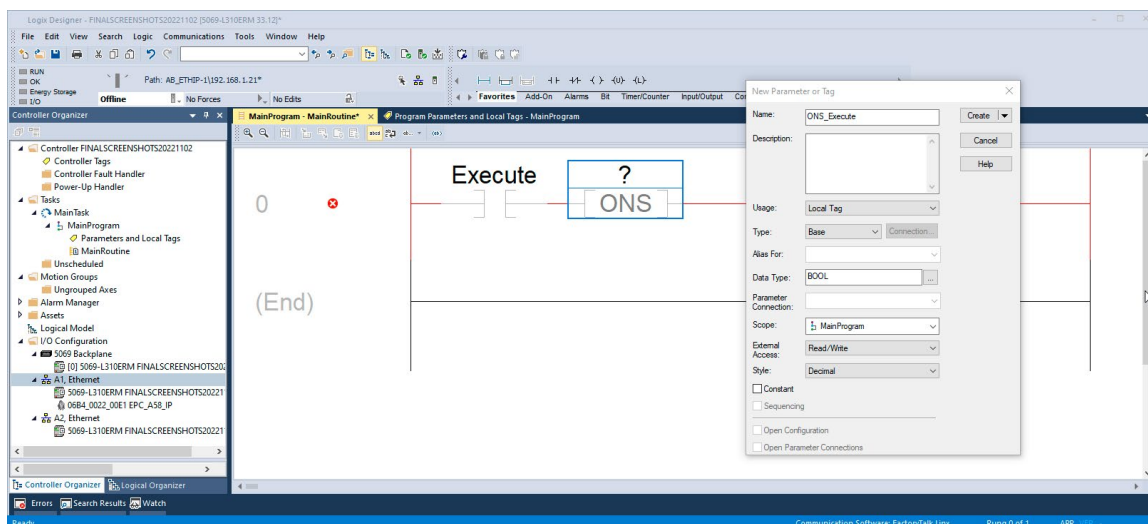 Logix Designer - FINALSCREENSHOTS20221102 [5069-L310ERM 33.12]*
File Edit View Search Logic Communications Tools Window Help
RUN
OK
Energy Storage
I/O
Path: AB_ETHIP-1\192.168.1.21*
Offline
No Forces
No Edits
Favorites Add-On Alarms Bit Timer/Counter Input/Output
Controller Organizer
MainProgram - MainRoutine*
Program Parameters and Local Tags - MainProgram
Controller FINALSCREENSHOTS20221102
Controller Tags
Controller Fault Handler
Power-Up Handler
Tasks
MainTask
MainProgram
Parameters and Local Tags
MainRoutine
Unscheduled
Motion Groups
Ungrouped Axes
Alarm Manager
Assets
Logical Model
I/O Configuration
5069 Backplane
[0] 5069-L310ERM FINALSCREENSHOTS202
A1, Ethernet
5069-L310ERM FINALSCREENSHOTS20221
06B4_0022_00E1 EPC_A58_IP
A2, Ethernet
5069-L310ERM FINALSCREENSHOTS20221
Controller Organizer
Logical Organizer
Errors
Search Results
Watch
Ready
Communication Software: FactoryTalk Linx
Rung 0 of 1
APP
0
Execute
?
ONS
(End)
New Parameter or Tag
Name: ONS_Execute
Create
Description:
Cancel
Help
Usage: Local Tag
Type: Base
Connection...
Alias For:
Data Type: BOOL
...
Parameter
Connection:
Scope: MainProgram
External
Access: Read/Write
Style: Decimal
Constant
Sequencing
Open Configuration
Open Parameter Connections